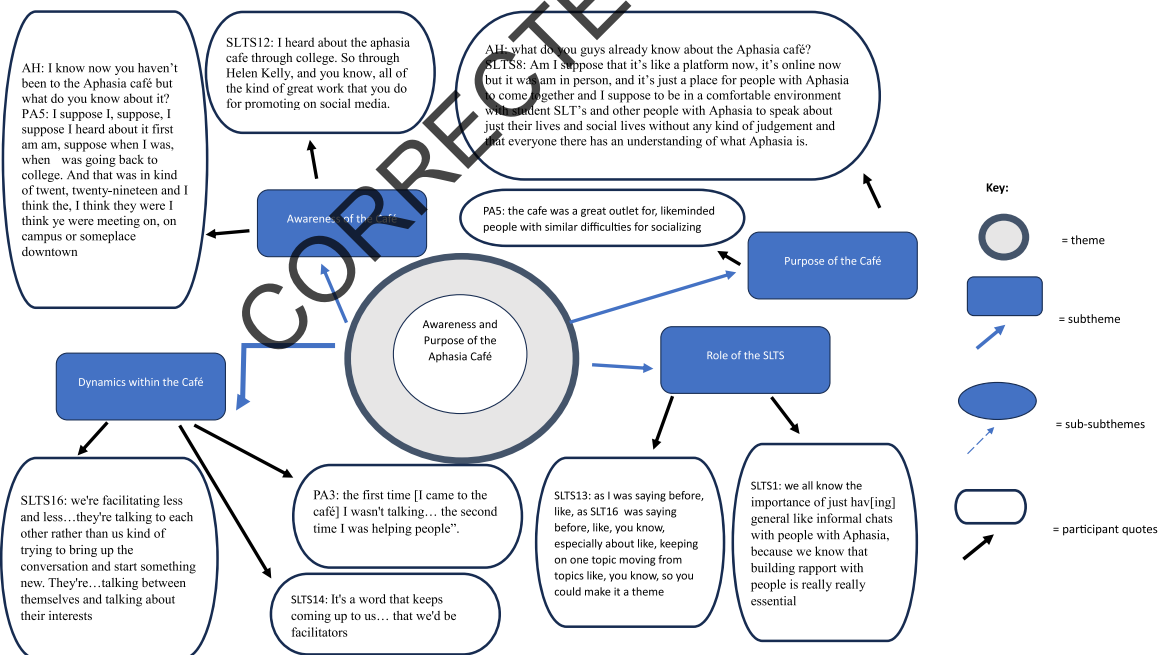 AH: I know now you haven't
been to the Aphasia café but
what do you know about it?
PA5: I suppose I, suppose, I
suppose I heard about it first
am am, suppose when I was,
when was going back to
college. And that was in kind
of twent, twenty-nineteen and I
think the, I think they were I
think ye were meeting on, on
campus or someplace
downtown
SLTS12: I heard about the aphasia
cafe through college. So through
Helen Kelly, and you know, all of
the kind of great work that you do
for promoting on social media.
AH: what do you guys already know about the Aphasia café?
SLTS8: Am I suppose that it's like a platform now, it's online now
but it was am in person, and it's just a place for people with Aphasia
to come together and I suppose to be in a comfortable environment
with student SLT's and other people with Aphasia to speak about
just their lives and social lives without any kind of judgement and
that everyone there has an understanding of what Aphasia is.
CORRECTE
Awareness of the Café
PA5: the cafe was a great outlet for, likeminded
people with similar difficulties for socializing
Purpose of the Café
Awareness and
Purpose of the
Aphasia Café
Role of the SLTS
Dynamics within the Café
SLTS16: we're facilitating less
and less…they're talking to each
other rather than us kind of
trying to bring up the
conversation and start something
new. They're…talking between
themselves and talking about
their interests
PA3: the first time [I came to the
café] I wasn't talking… the second
time I was helping people”.
SLTS14: It's a word that keeps
coming up to us… that we'd be
facilitators
SLTS13: as I was saying before,
like, as SLT16 was saying
before, like, you know,
especially about like, keeping
on one topic moving from
topics like, you know, so you
could make it a theme
SLTS1: we all know the
importance of just hav[ing]
general like informal chats
with people with Aphasia,
because we know that
building rapport with
people is really really
essential
Key:
= theme
= subtheme
= sub-subthemes
= participant quotes